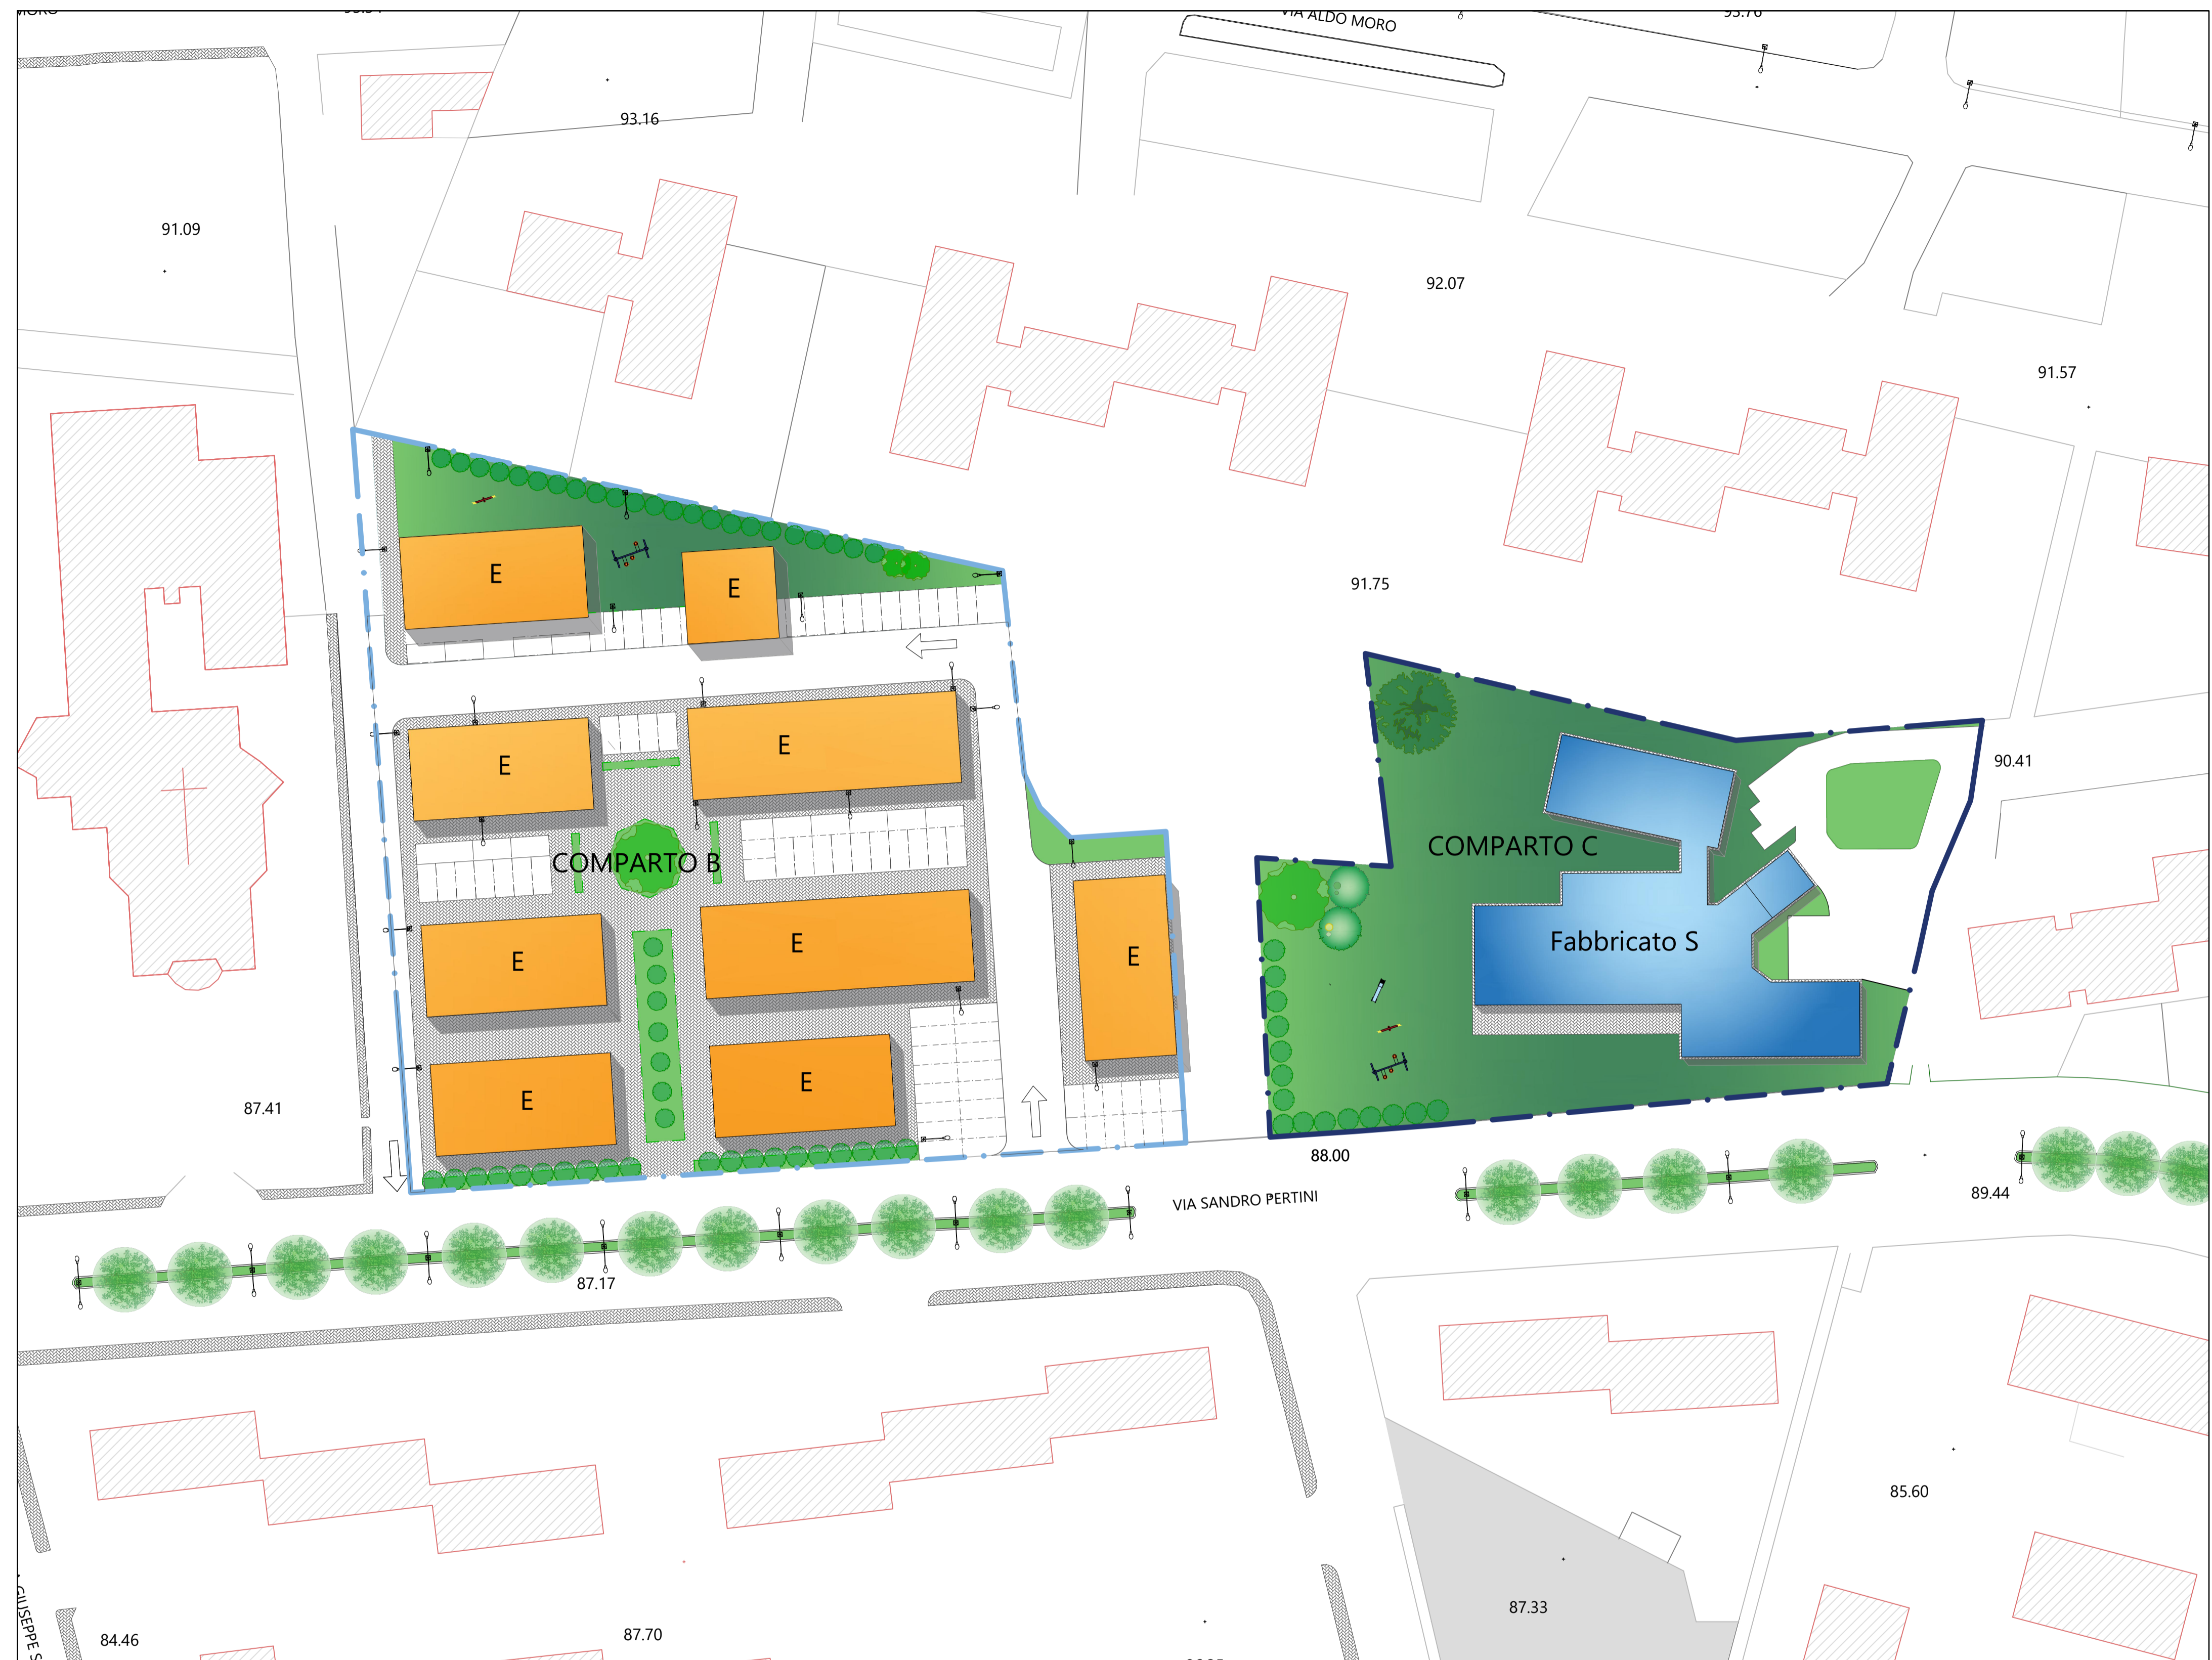 VIA ALDO MORO
93.16
91.09
92.07
91.57
E
E
91.75
E
E
90.41
COMPARTO B
COMPARTO C
E
E
E
Fabbricato S
E
E
87.41
88.00
VIA SANDRO PERTINI
89.44
87.17
85.60
87.33
84.46
87.70
GIUSEPPE S